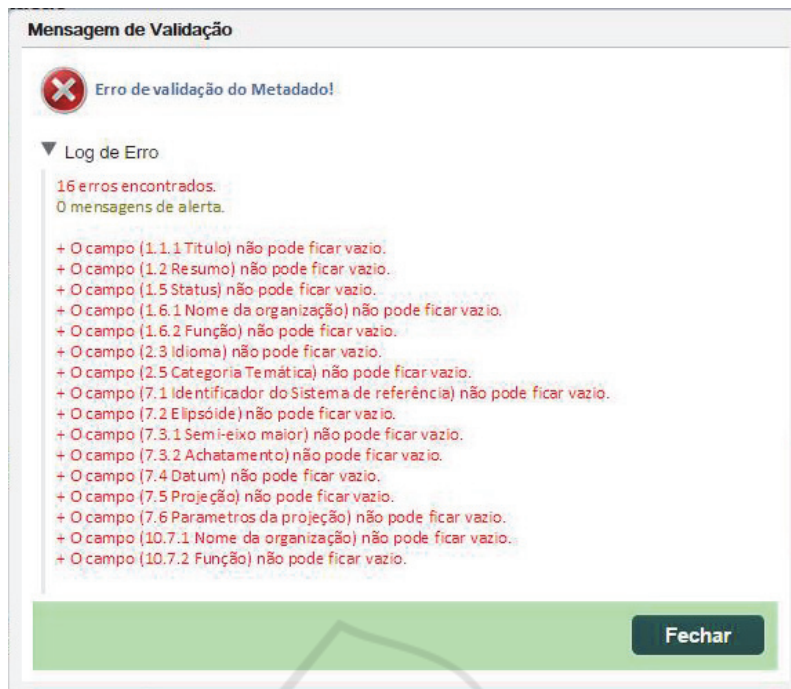 Mensagem de Validação
Erro de validação do Metadado!
Log de Erro
16 erros encontrados.
0 mensagens de alerta.
+ O campo (1.1.1 Titulo) não pode ficar vazio.
+ O campo (1.2 Resumo) não pode ficar vazio.
+ O campo (1.5 Status) não pode ficar vazio.
+ O campo (1.6.1 Nome da organização) não pode ficar vazio.
+ O campo (1.6.2 Função) não pode ficar vazio.
+ O campo (2.3 Idioma) não pode ficar vazio.
+ O campo (2.5 Categoria Temática) não pode ficar vazio.
+ O campo (7.1 Identificador do Sistema de referência) não pode ficar vazio.
+ O campo (7.2 Elipsóide) não pode ficar vazio.
+ O campo (7.3.1 Semi-eixo maior) não pode ficar vazio.
+ O campo (7.3.2 Achatamento) não pode ficar vazio.
+ O campo (7.4 Datum) não pode ficar vazio.
+ O campo (7.5 Projeção) não pode ficar vazio.
+ O campo (7.6 Parametros da projeção) não pode ficar vazio.
+ O campo (10.7.1 Nome da organização) não pode ficar vazio.
+ O campo (10.7.2 Função) não pode ficar vazio.
Fechar